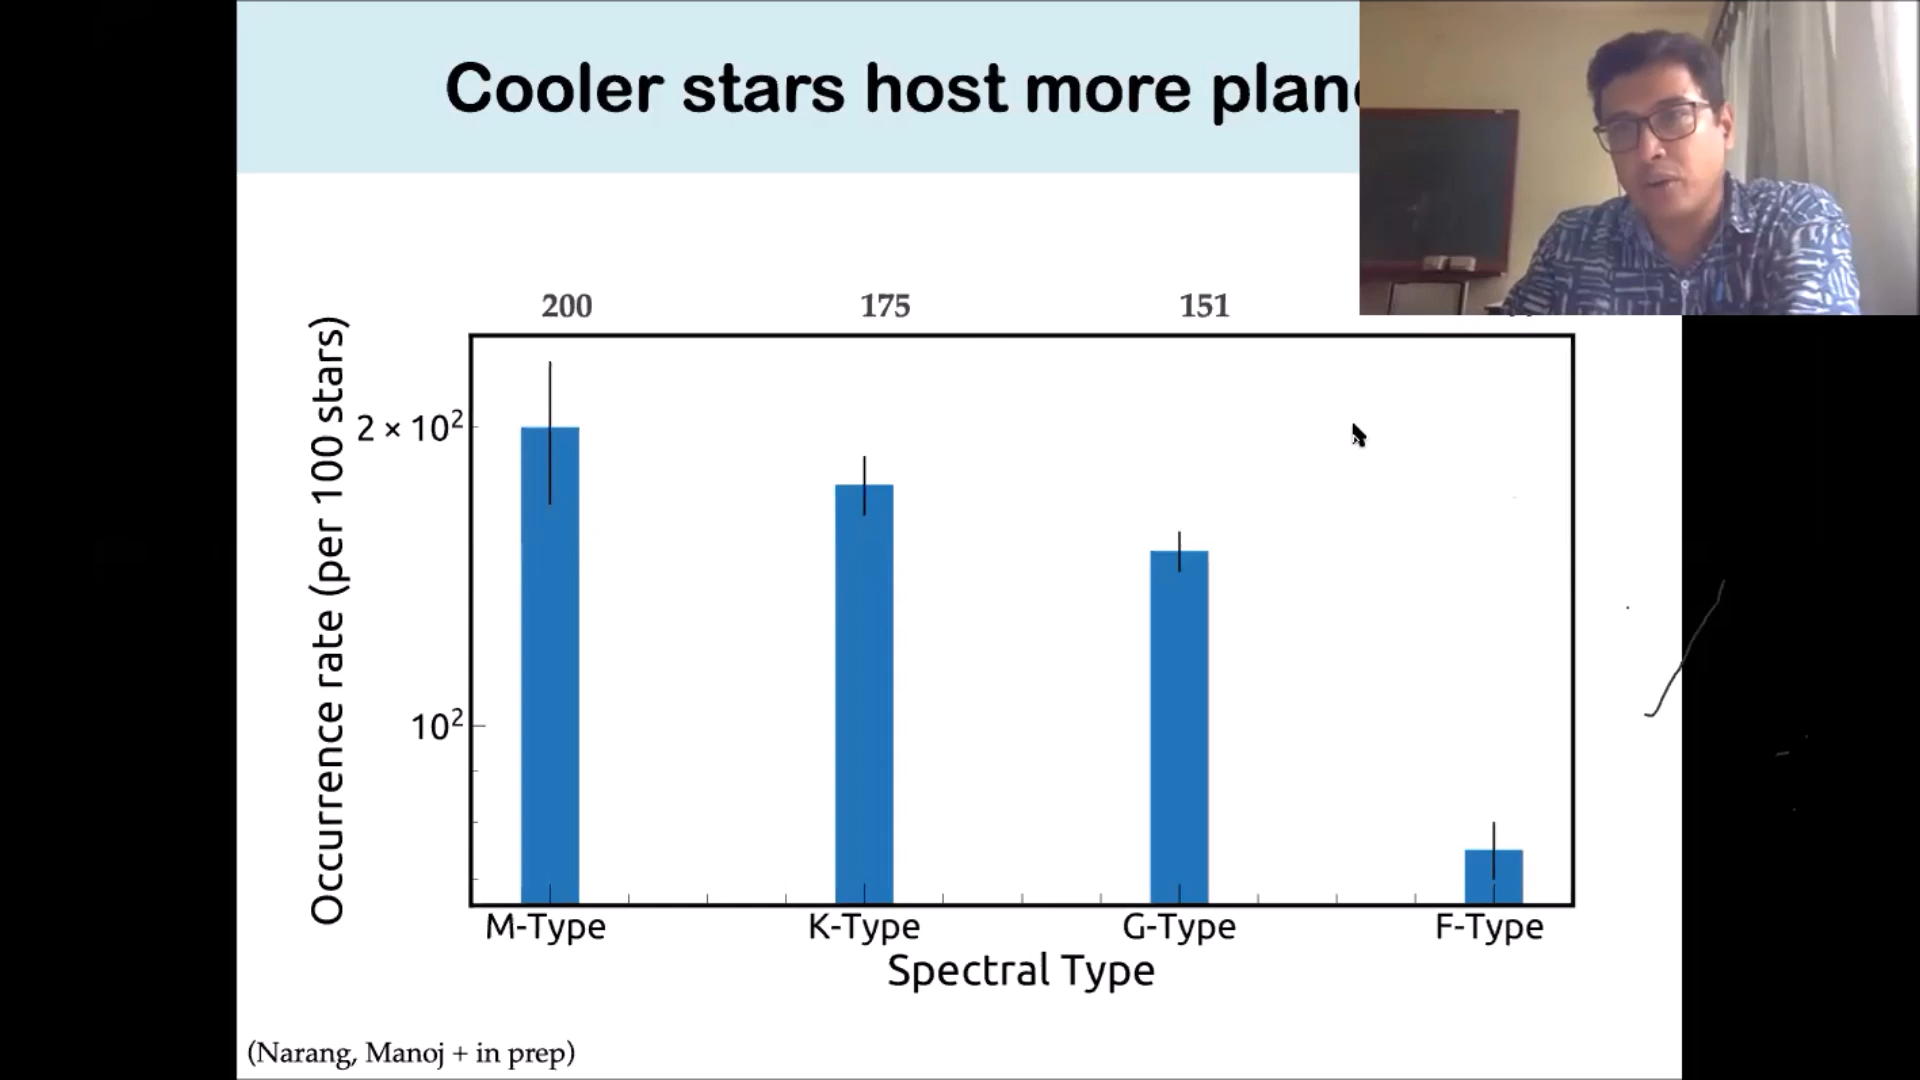 Cooler stars host more
200 175 151
Occurrence rate (per 100 stars)
2 × 10²
10²
M-Type K-Type G-Type F-Type
Spectral Type
(Narang, Manoj + in prep)